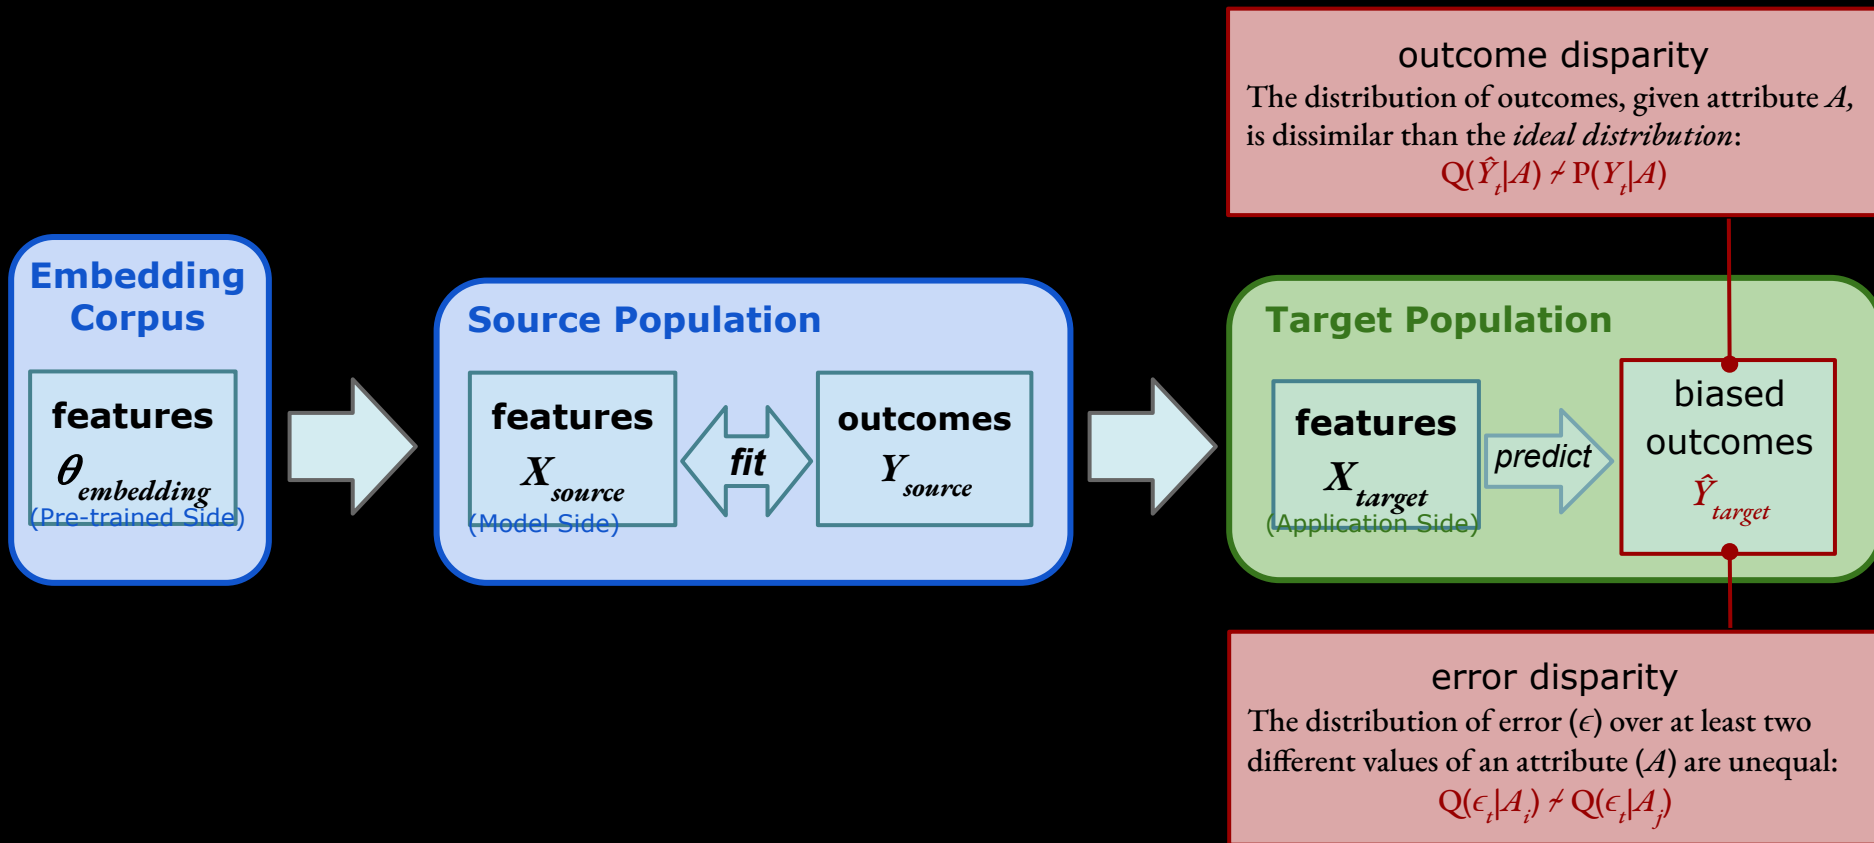 outcome disparity
The distribution of outcomes, given attribute A,
is dissimilar than the ideal distribution:
Q(Ŷₜ|A) ≁ P(Yₜ|A)
Embedding
Corpus
features
θembedding
(Pre-trained Side)
Source Population
features
Xsource
(Model Side)
fit
outcomes
Ysource
Target Population
features
Xtarget
(Application Side)
predict
biased
outcomes
Ŷtarget
error disparity
The distribution of error (ϵ) over at least two
different values of an attribute (A) are unequal:
Q(ϵₜ|Aᵢ) ≁ Q(ϵₜ|Aⱼ)